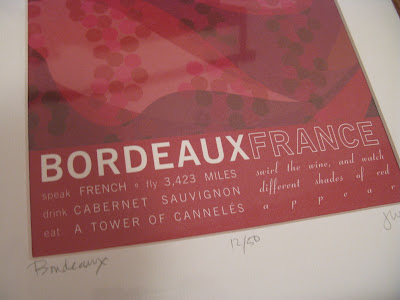 BORDEAUXFRANCE
speak FRENCH • fly 3,423 MILES
drink CABERNET SAUVIGNON
eat A TOWER OF CANNELÉS
swirl the wine, and watch
different shades of red
appear
Bordeaux
12/50